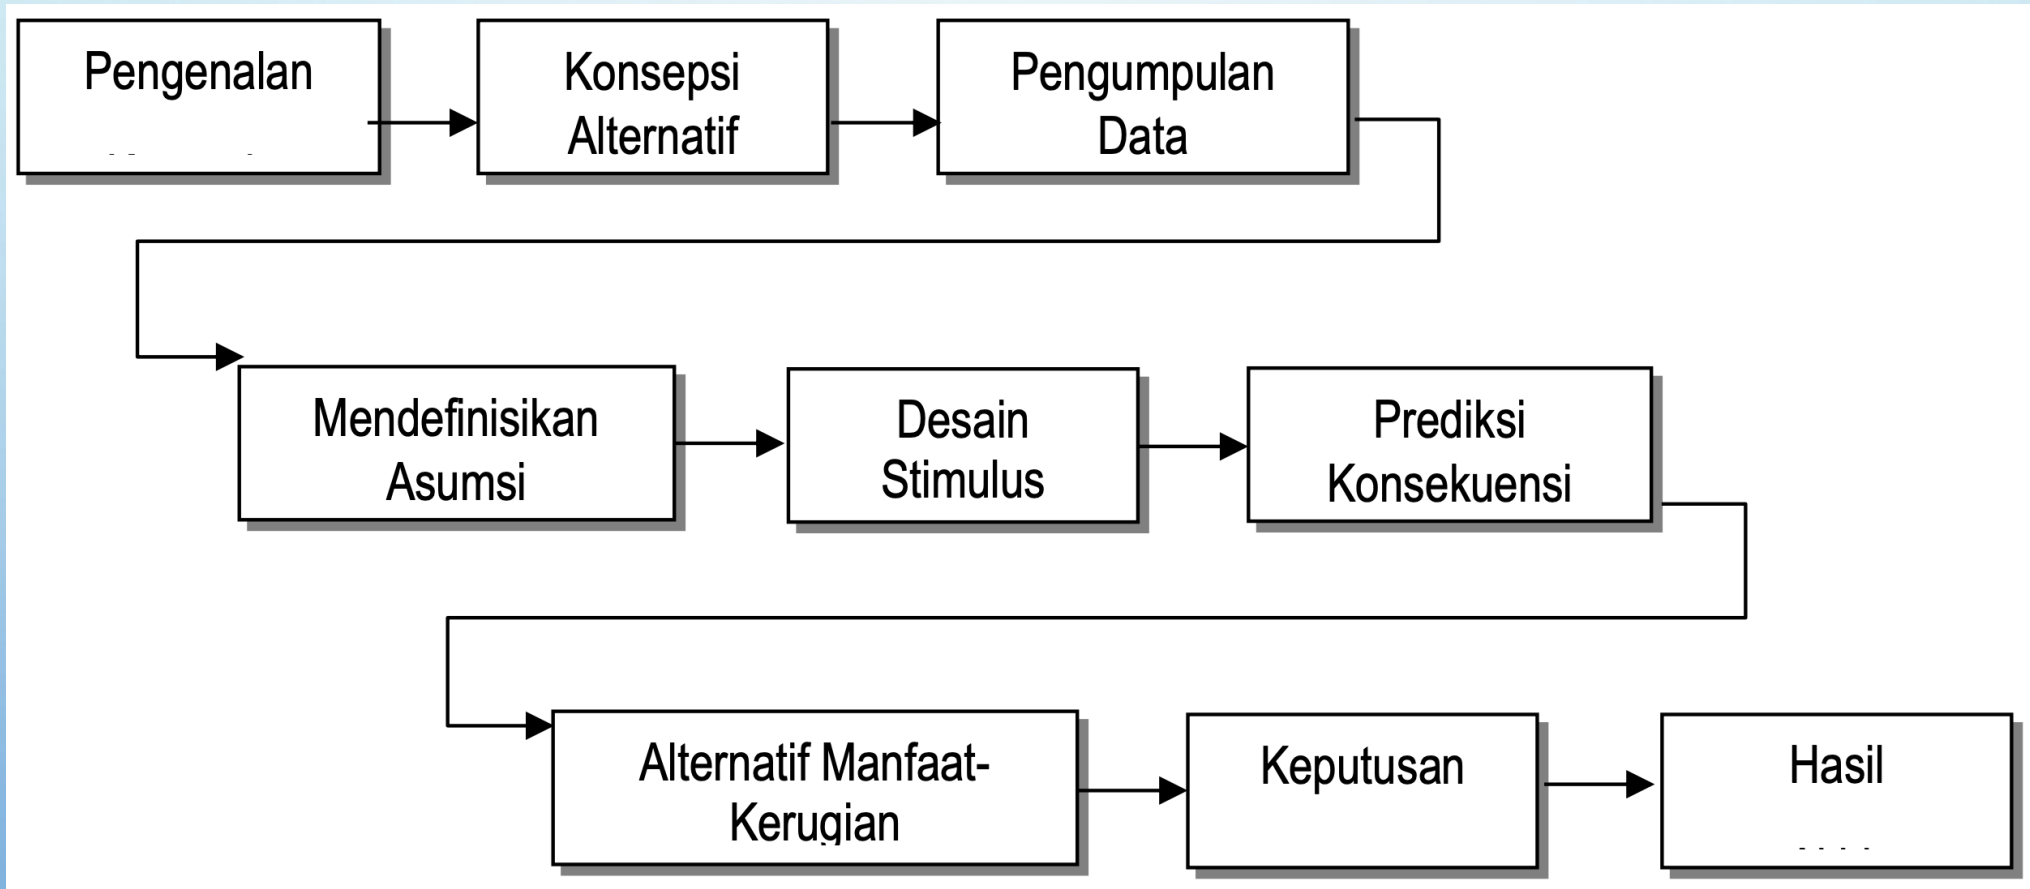 Pengenalan
Konsepsi
Alternatif
Pengumpulan
Data
Mendefinisikan
Asumsi
Desain
Stimulus
Prediksi
Konsekuensi
Alternatif Manfaat-
Kerugian
Keputusan
Hasil